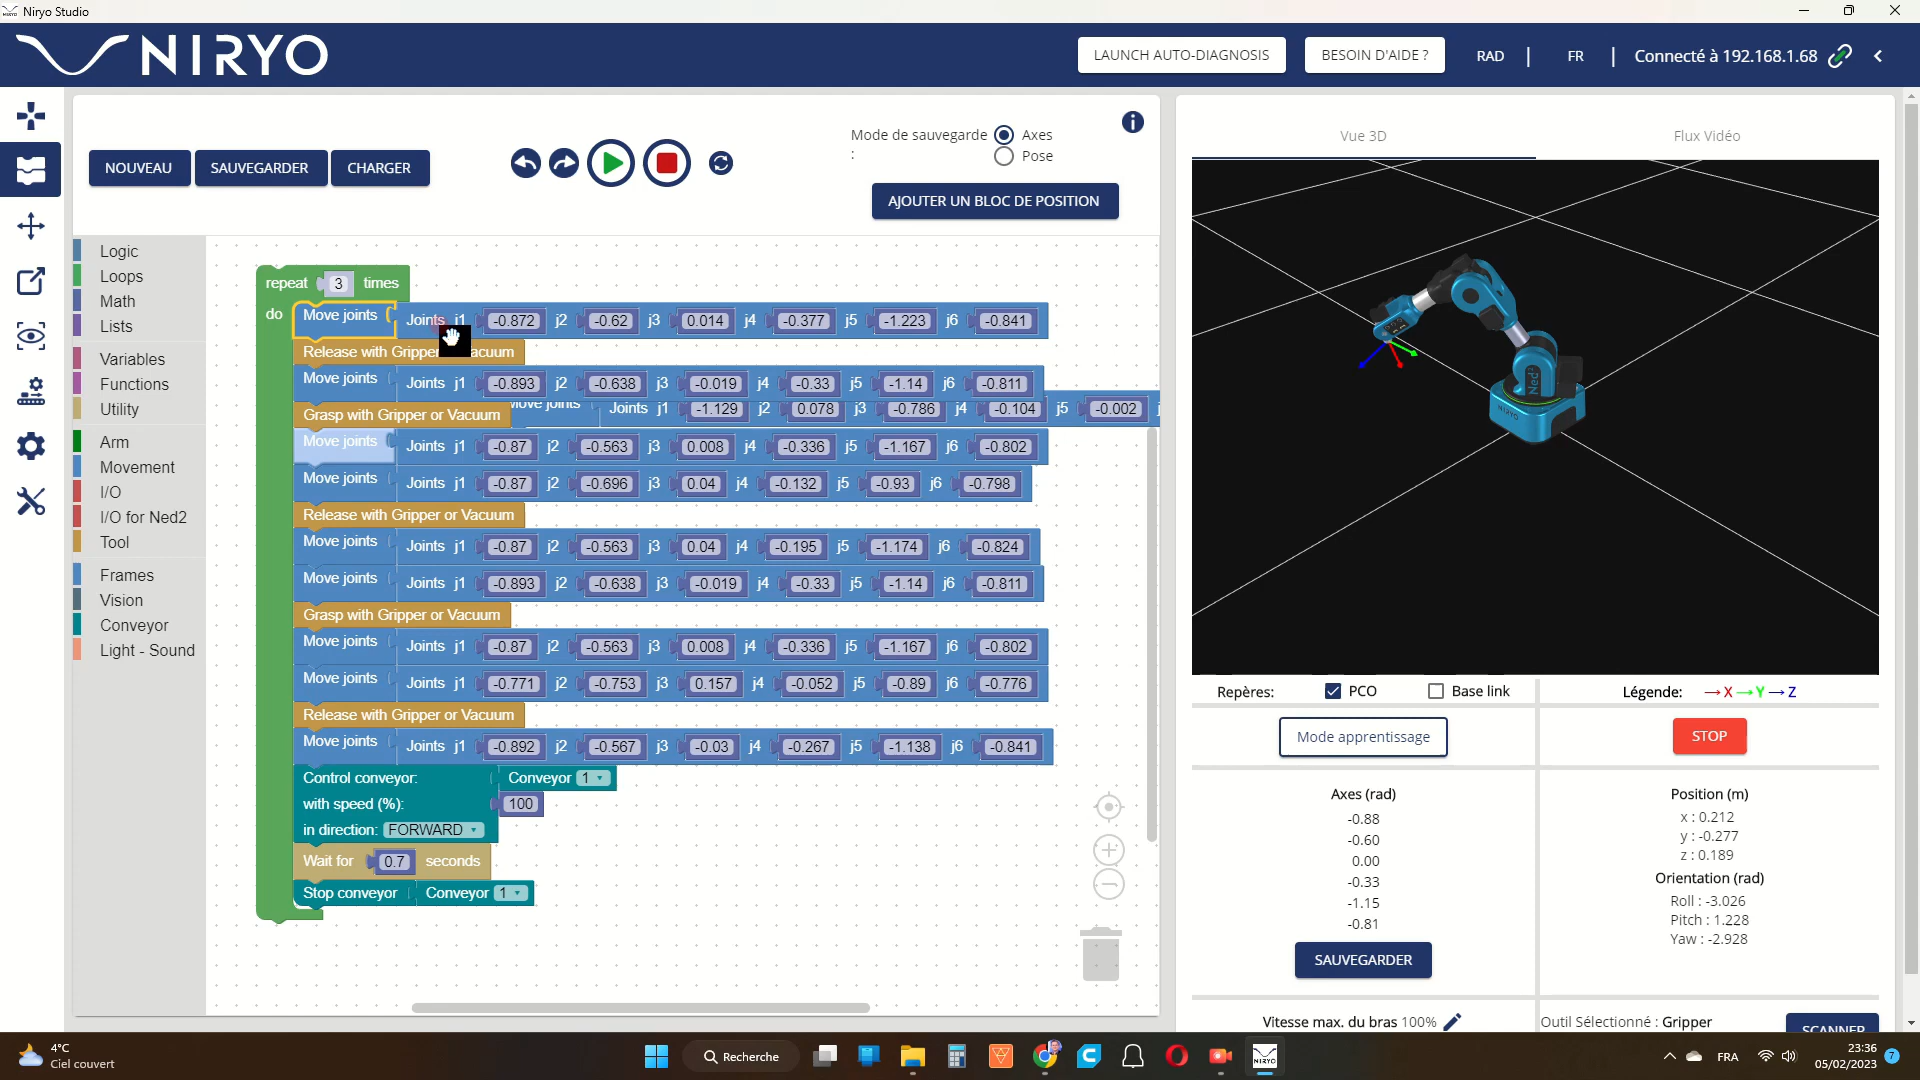 Niryo Studio
NIRYO
LAUNCH AUTO-DIAGNOSIS
BESOIN D'AIDE ?
RAD
FR
Connecté à 192.168.1.68
NOUVEAU
SAUVEGARDER
CHARGER
Mode de sauvegarde
:
Axes
Pose
AJOUTER UN BLOC DE POSITION
Vue 3D
Flux Vidéo
Logic
Loops
Math
Lists
Variables
Functions
Utility
Arm
Movement
I/O
I/O for Ned2
Tool
Frames
Vision
Conveyor
Light - Sound
repeat 3 times
do Move joints Joints j1 -0.872 j2 -0.62 j3 0.014 j4 -0.377 j5 -1.223 j6 -0.841
Release with Gripper
Move joints Joints j1 -0.893 j2 -0.638 j3 -0.019 j4 -0.33 j5 -1.14 j6 -0.811
Move joints Joints j1 -1.129 j2 0.078 j3 -0.786 j4 -0.104 j5 -0.002
Grasp with Gripper or Vacuum
Move joints Joints j1 -0.87 j2 -0.563 j3 0.008 j4 -0.336 j5 -1.167 j6 -0.802
Move joints Joints j1 -0.87 j2 -0.696 j3 0.04 j4 -0.132 j5 -0.93 j6 -0.798
Release with Gripper or Vacuum
Move joints Joints j1 -0.87 j2 -0.563 j3 0.04 j4 -0.195 j5 -1.174 j6 -0.824
Move joints Joints j1 -0.893 j2 -0.638 j3 -0.019 j4 -0.33 j5 -1.14 j6 -0.811
Grasp with Gripper or Vacuum
Move joints Joints j1 -0.87 j2 -0.563 j3 0.008 j4 -0.336 j5 -1.167 j6 -0.802
Move joints Joints j1 -0.771 j2 -0.753 j3 0.157 j4 -0.052 j5 -0.89 j6 -0.776
Release with Gripper or Vacuum
Move joints Joints j1 -0.892 j2 -0.567 j3 -0.03 j4 -0.267 j5 -1.138 j6 -0.841
Control conveyor: Conveyor 1
with speed (%): 100
in direction: FORWARD
Wait for 0.7 seconds
Stop conveyor Conveyor 1
Ned2
NIRYO
Repères:
PCO
Base link
Légende: →X →Y →Z
Mode apprentissage
STOP
Axes (rad)
-0.88
-0.60
0.00
-0.33
-1.15
-0.81
SAUVEGARDER
Position (m)
x : 0.212
y : -0.277
z : 0.189
Orientation (rad)
Roll : -3.026
Pitch : 1.228
Yaw : -2.928
Vitesse max. du bras 100%
Outil Sélectionné : Gripper
SCANNER
4°C
Ciel couvert
Recherche
FRA
23:36
05/02/2023
7